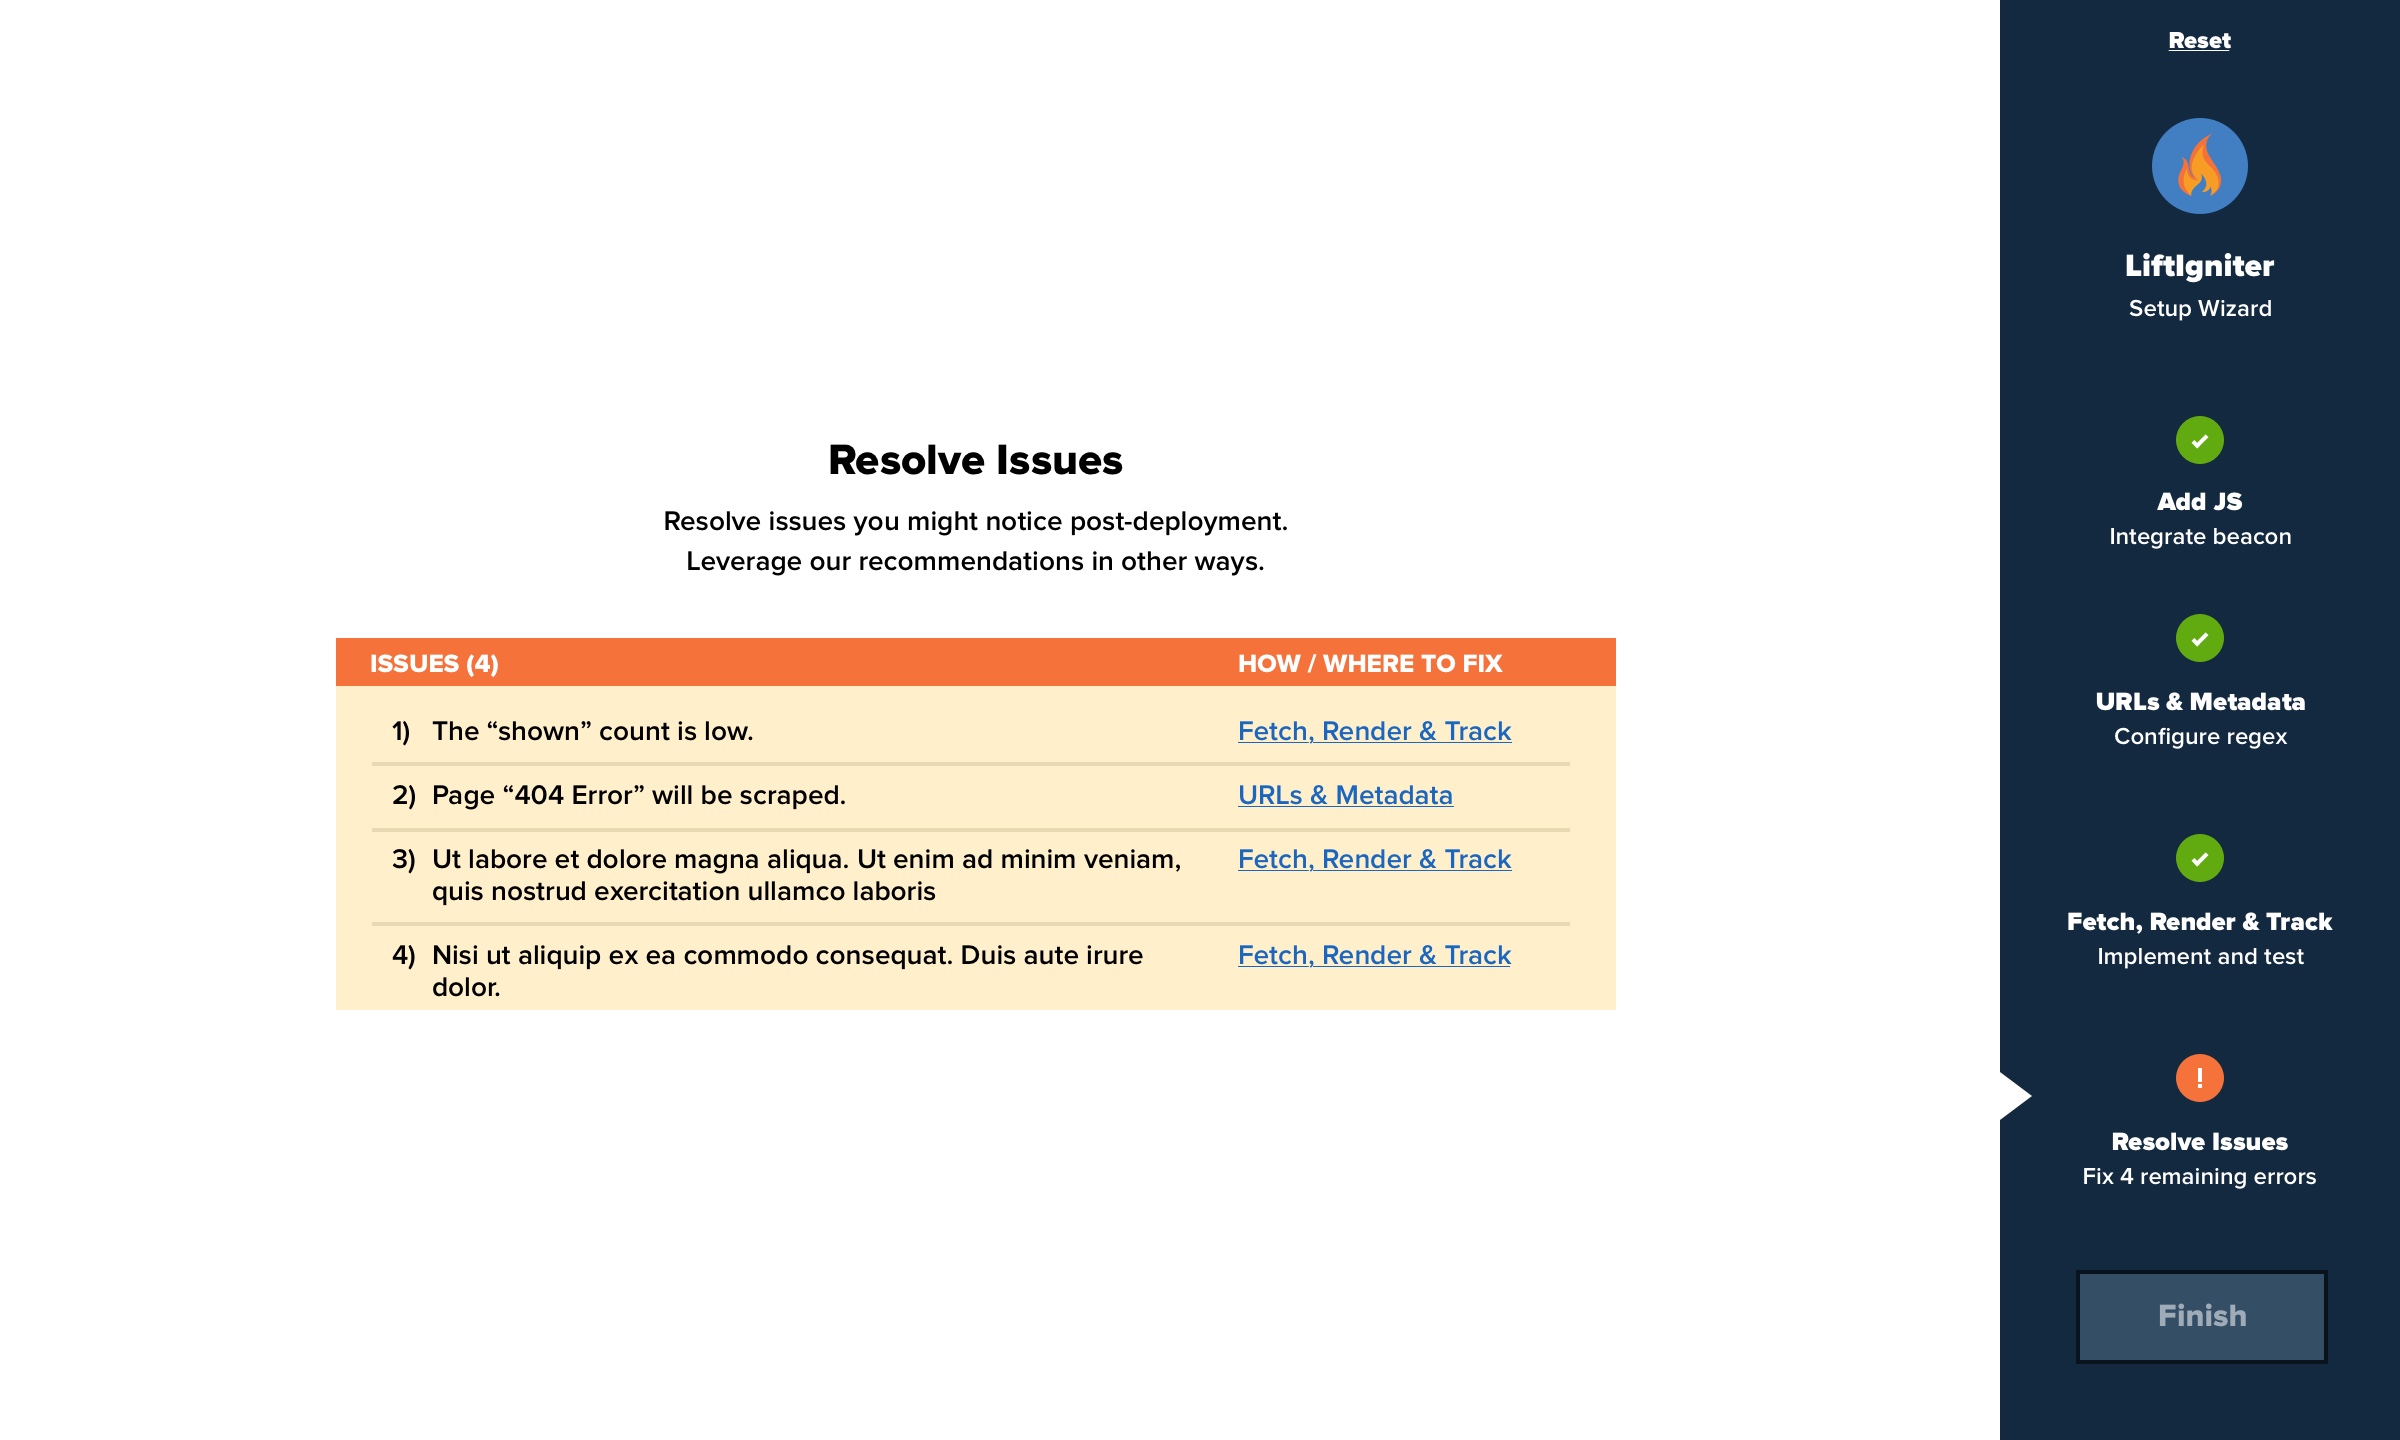 Resolve Issues
Resolve issues you might notice post-deployment.
Leverage our recommendations in other ways.
ISSUES (4) HOW / WHERE TO FIX
1) The “shown” count is low. Fetch, Render & Track
2) Page “404 Error” will be scraped. URLs & Metadata
3) Ut labore et dolore magna aliqua. Ut enim ad minim veniam, Fetch, Render & Track
quis nostrud exercitation ullamco laboris
4) Nisi ut aliquip ex ea commodo consequat. Duis aute irure Fetch, Render & Track
dolor.
Reset
LiftIgniter
Setup Wizard
Add JS
Integrate beacon
URLs & Metadata
Configure regex
Fetch, Render & Track
Implement and test
!
Resolve Issues
Fix 4 remaining errors
Finish